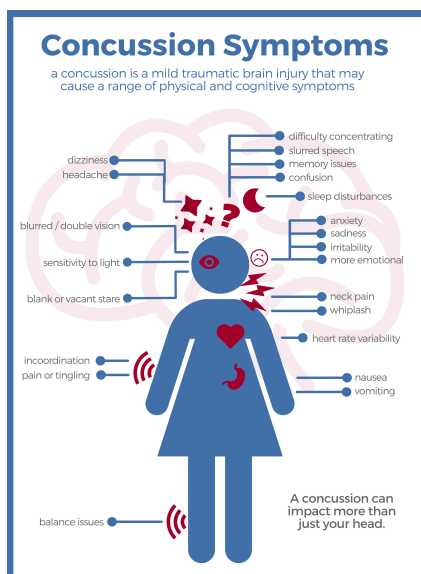 Concussion Symptoms
a concussion is a mild traumatic brain injury that may
cause a range of physical and cognitive symptoms
dizziness
headache
blurred / double vision
sensitivity to light
blank or vacant stare
incoordination
pain or tingling
balance issues
difficulty concentrating
slurred speech
memory issues
confusion
sleep disturbances
anxiety
sadness
irritability
more emotional
neck pain
whiplash
heart rate variability
nausea
vomiting
A concussion can
impact more than
just your head.
?